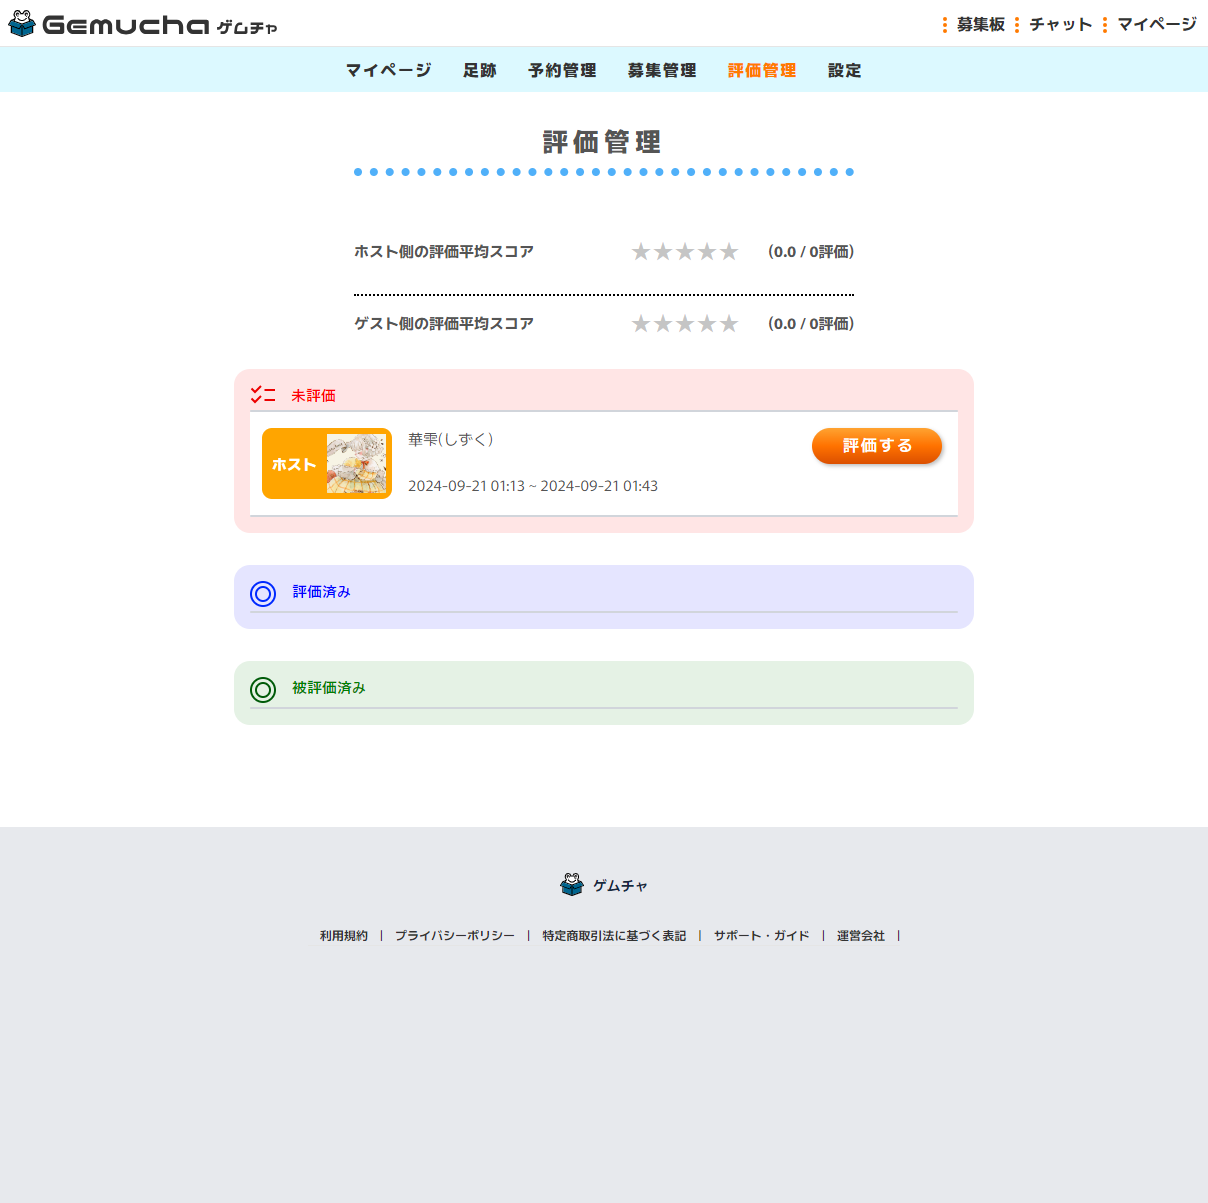 Gemucha ゲムチャ
募集板 チャット マイページ
マイページ 足跡 予約管理 募集管理 評価管理 設定
評価管理
ホスト側の評価平均スコア ★★★★★ (0.0 / 0評価)
ゲスト側の評価平均スコア ★★★★★ (0.0 / 0評価)
未評価
ホスト
華雫(しずく)
評価する
2024-09-21 01:13 ~ 2024-09-21 01:43
評価済み
被評価済み
ゲムチャ
利用規約 | プライバシーポリシー | 特定商取引法に基づく表記 | サポート・ガイド | 運営会社 |